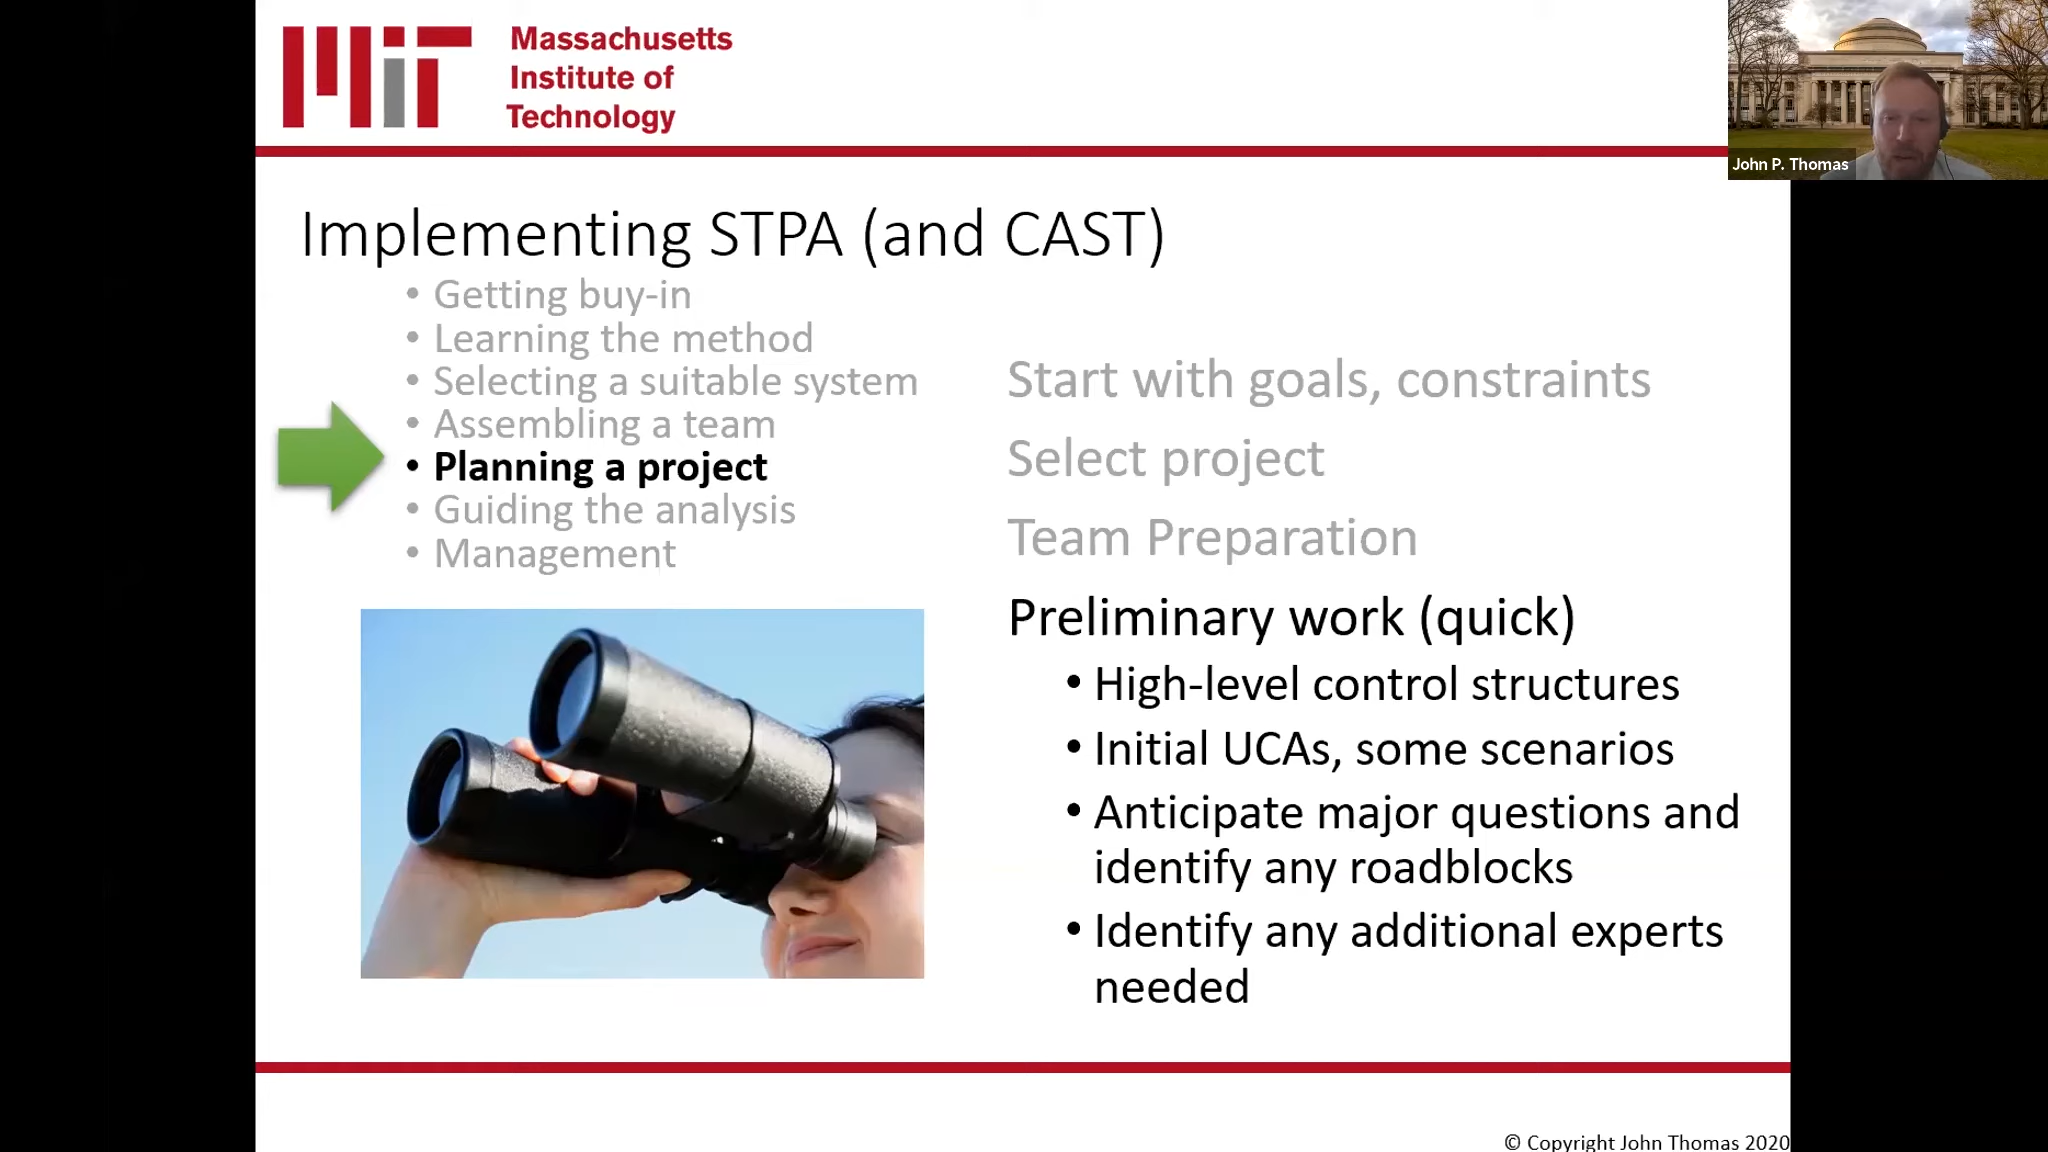 Massachusetts
Institute of
Technology
John P. Thomas
Implementing STPA (and CAST)
• Getting buy-in
• Learning the method
• Selecting a suitable system
• Assembling a team
• Planning a project
• Guiding the analysis
• Management
Start with goals, constraints
Select project
Team Preparation
Preliminary work (quick)
• High-level control structures
• Initial UCAs, some scenarios
• Anticipate major questions and
identify any roadblocks
• Identify any additional experts
needed
© Copyright John Thomas 2020